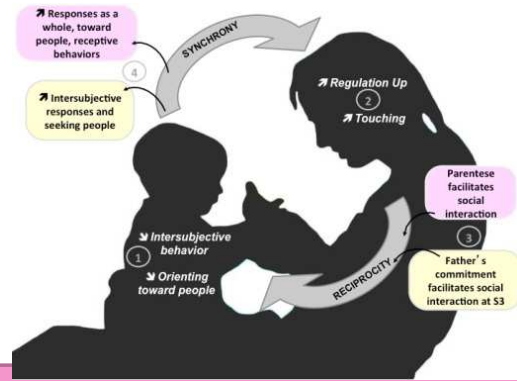 ↗ Responses as a
whole, toward
people, receptive
behaviors
4
↗ Intersubjective
responses and
seeking people
SYNCHRONY
↗ Regulation Up
2
↗ Touching
Parentese
facilitates
social
interaction
3
Father's
commitment
facilitates social
interaction at S3
RECIPROCITY
↘ Intersubjective
behavior
1
↘ Orienting
toward people